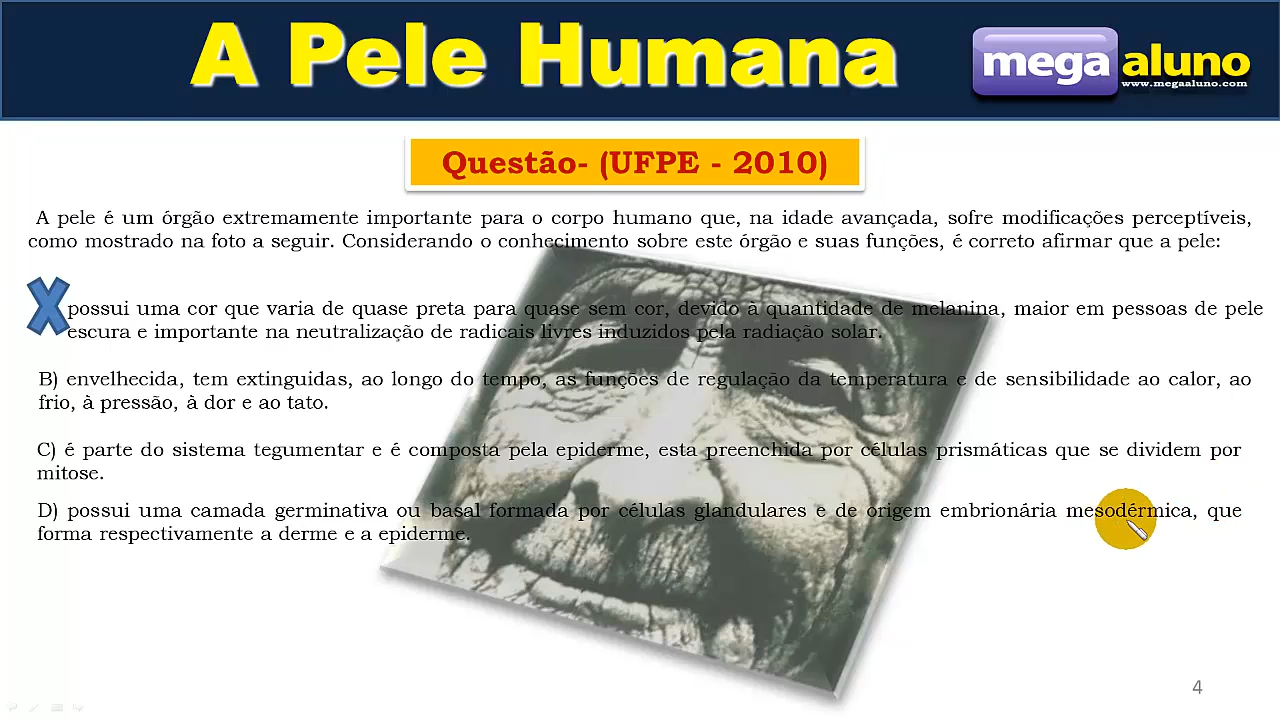 A Pele Humana
mega aluno
www.megaaluno.com
Questão- (UFPE - 2010)
A pele é um órgão extremamente importante para o corpo humano que, na idade avançada, sofre modificações perceptíveis,
como mostrado na foto a seguir. Considerando o conhecimento sobre este órgão e suas funções, é correto afirmar que a pele:
possui uma cor que varia de quase preta para quase sem cor, devido à quantidade de melanina, maior em pessoas de pele
escura e importante na neutralização de radicais livres induzidos pela radiação solar.
B) envelhecida, tem extinguidas, ao longo do tempo, as funções de regulação da temperatura e de sensibilidade ao calor, ao
frio, à pressão, à dor e ao tato.
C) é parte do sistema tegumentar e é composta pela epiderme, esta preenchida por células prismáticas que se dividem por
mitose.
D) possui uma camada germinativa ou basal formada por células glandulares e de origem embrionária mesodérmica, que
forma respectivamente a derme e a epiderme.
4